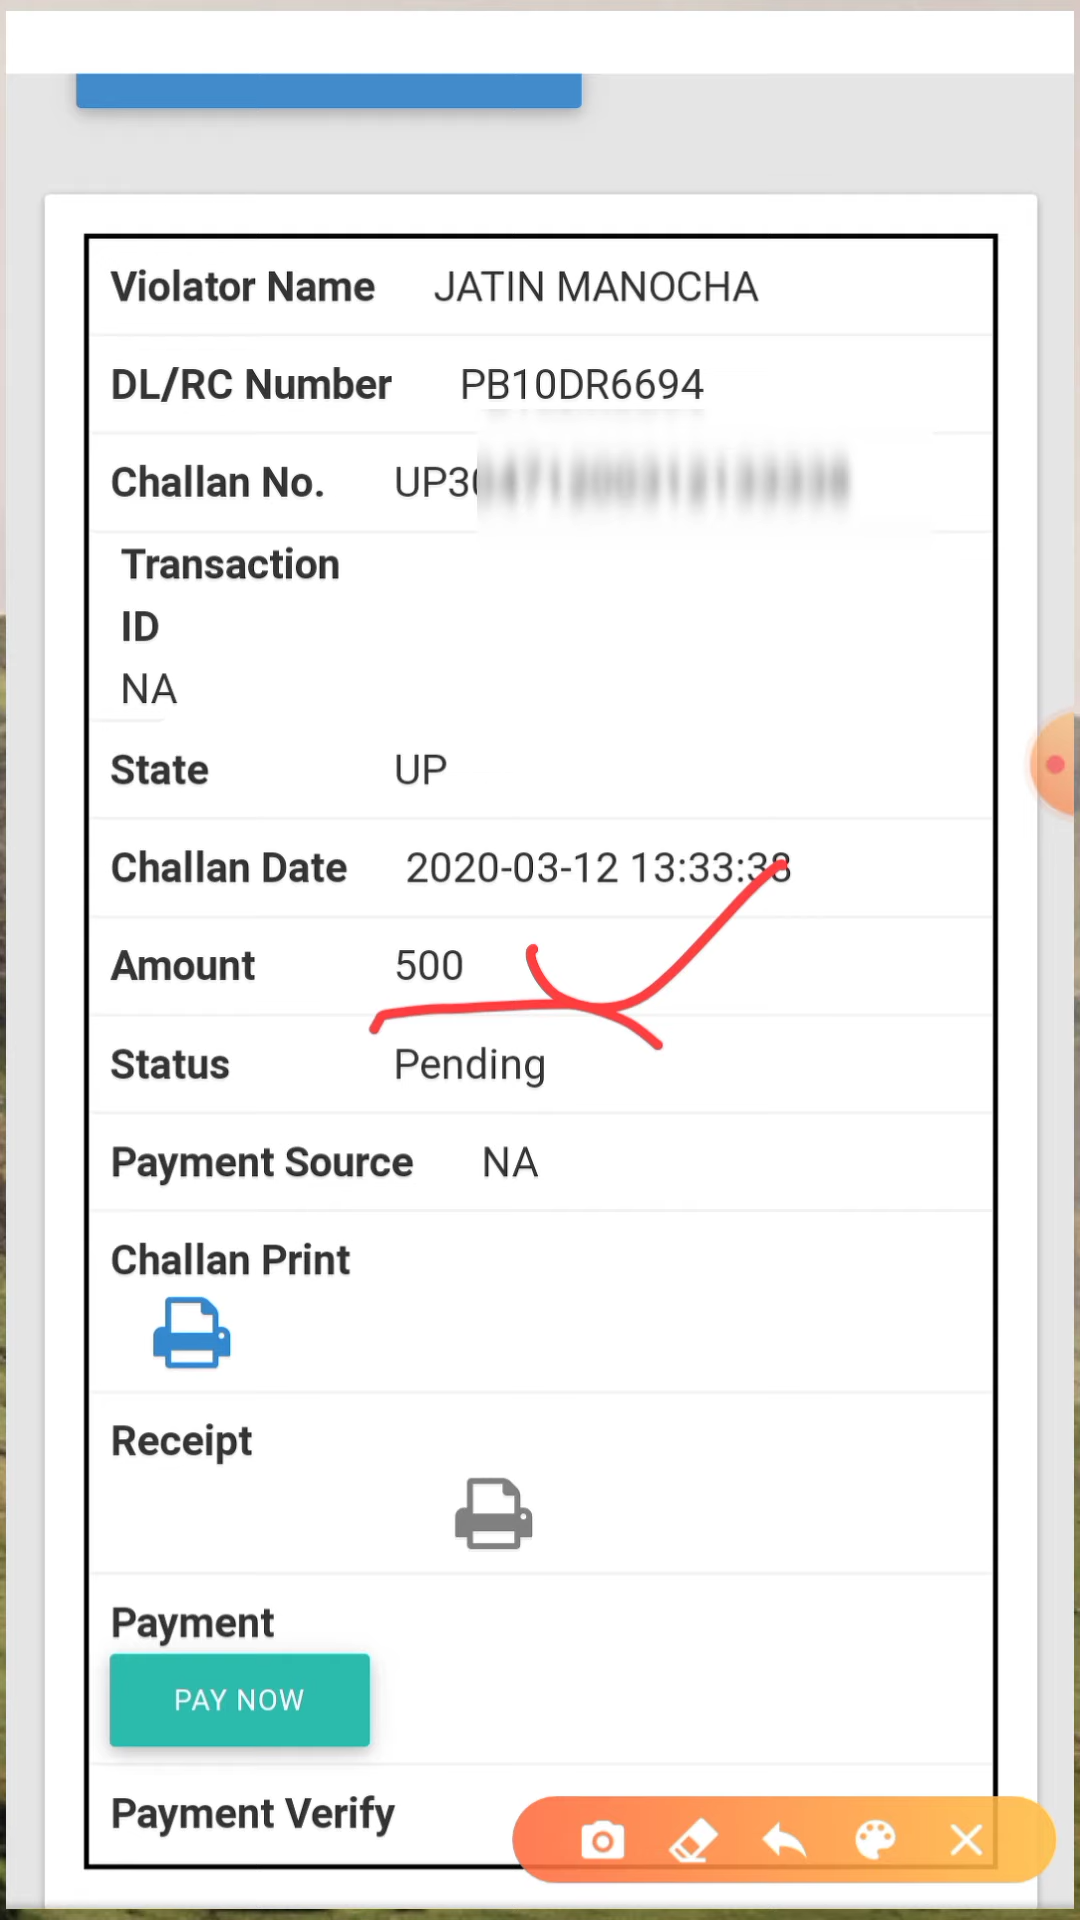 Violator Name JATIN MANOCHA
DL/RC Number PB10DR6694
Challan No. UP3
Transaction
ID
NA
State UP
Challan Date 2020-03-12 13:33:38
Amount 500
Status Pending
Payment Source NA
Challan Print
Receipt
Payment
PAY NOW
Payment Verify